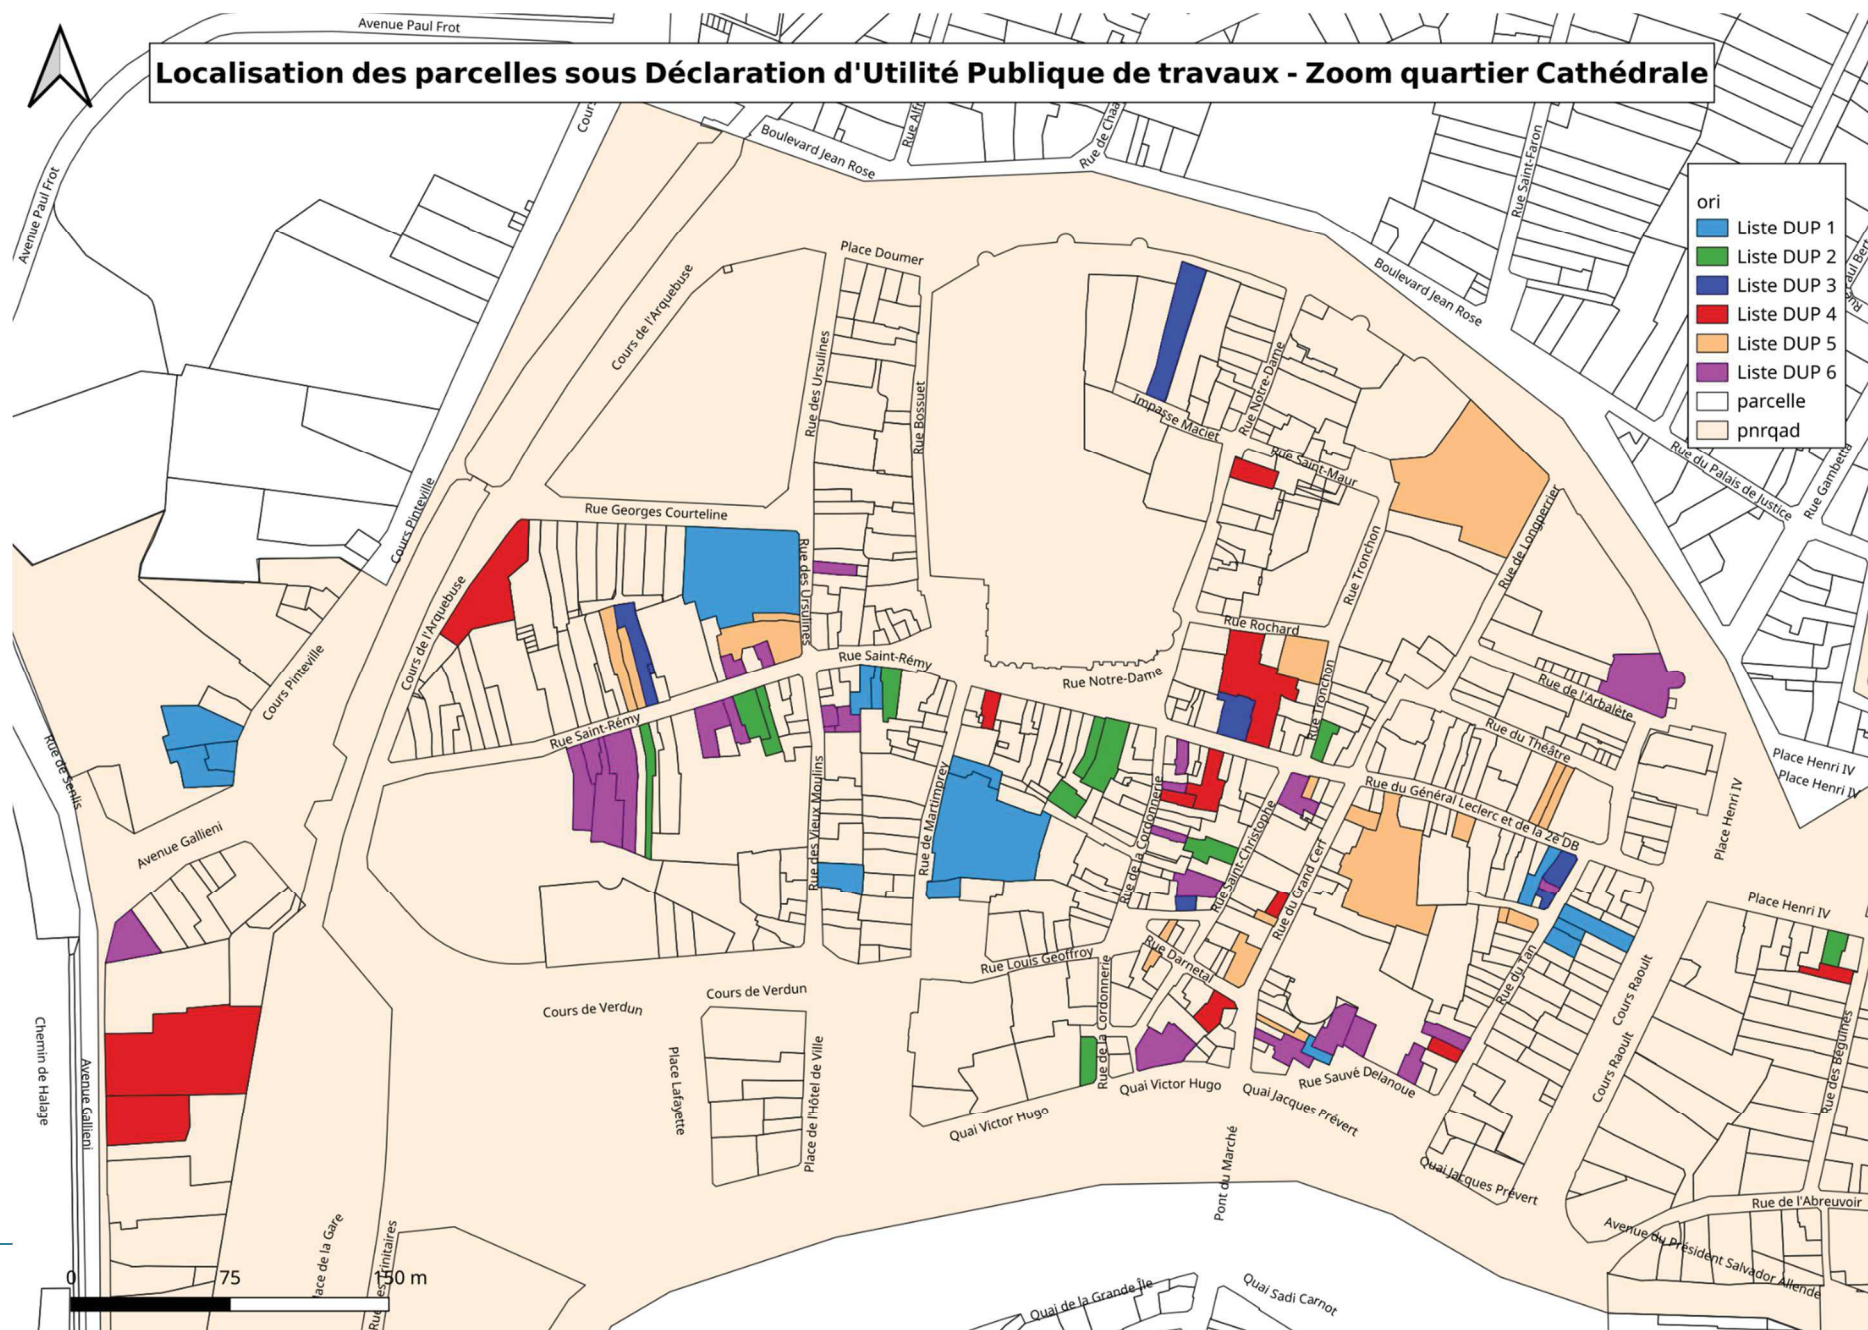 Avenue Paul Frot
Localisation des parcelles sous Déclaration d'Utilité Publique de travaux - Zoom quartier Cathédrale
Cours
Boulevard Jean Rose
Rue Alfr
Rue de Chaa
Rue Saint-Faron
Avenue Paul Frot
ori
Liste DUP 1
Liste DUP 2
Liste DUP 3
Liste DUP 4
Liste DUP 5
Liste DUP 6
parcelle
pnrqad
Place Doumer
Boulevard Jean Rose
Cours de l'Arquebuse
Rue des Ursulines
Rue Bossuet
Rue Notre-Dame
Impasse Maciet
Rue Saint-Maur
Rue du Palais de Justice
Rue Gambetta
Cours Pinteville
Rue Georges Courteline
Rue de Longperrier
Rue Tronchon
Rue des Ursulines
Cours de l'Arquebuse
Rue Rochard
Rue Saint-Rémy
Rue Notre-Dame
Cours Pinteville
Rue Tronchon
Rue de l'Arbalète
Rue Saint-Rémy
Rue du Théâtre
Place Henri IV
Place Henri IV
Rue de Senlis
Rue du Général Leclerc et de la 2è DB
Place Henri IV
Avenue Gallieni
Rue des Vieux Moulins
Rue de Martimprey
Rue de la Cordonnerie
Rue Saint-Christophe
Rue du Grand Cerf
Place Henri IV
Rue Louis Geoffroy
Rue Darnetal
Rue du Tan
Cours Raoult
Cours de Verdun
Cours de Verdun
Rue de la Cordonnerie
Chemin de Halage
Avenue Gallieni
Place Lafayette
Place de l'Hôtel de Ville
Quai Victor Hugo
Quai Victor Hugo
Quai Jacques Prévert
Rue Sauvé Delanoue
Cours Raoult
Rue des Béguines
Pont du Marché
Quai Jacques Prévert
Rue de l'Abreuvoir
Avenue du Président Salvador Allende
lace de la Gare
0 75 150 m
Quai de la Grande Île
Quai Sadi Carnot